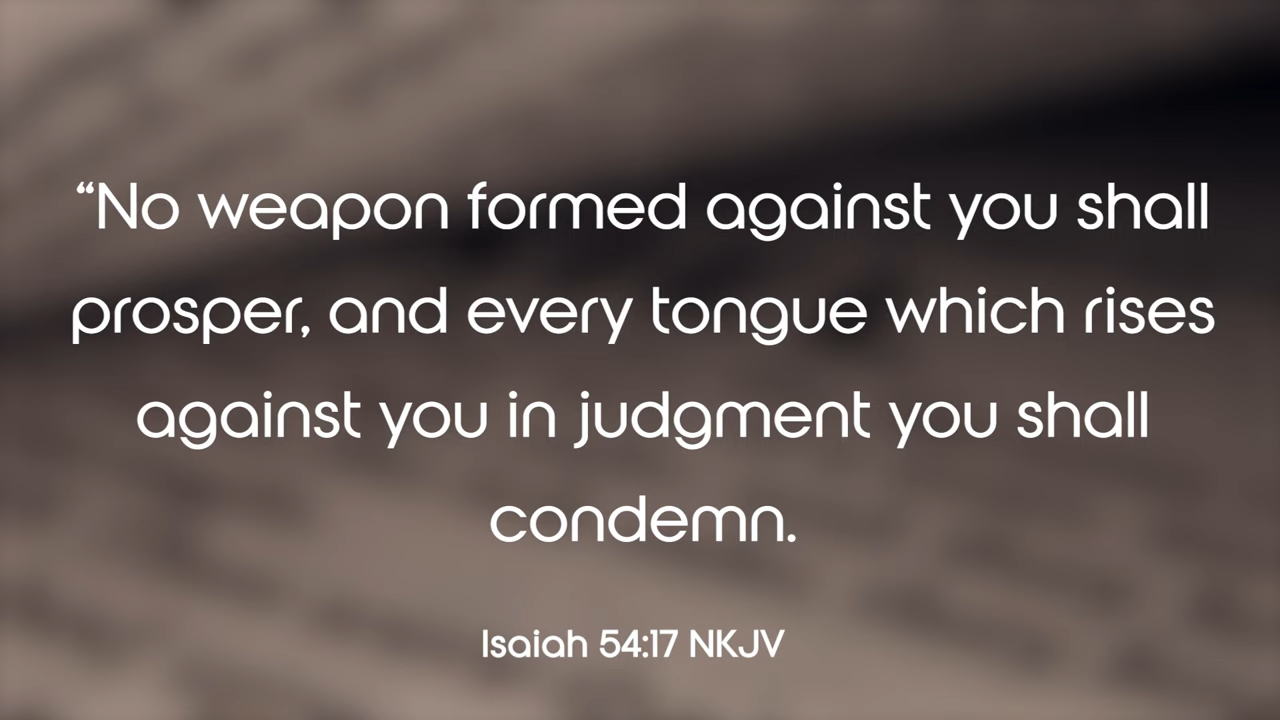 “No weapon formed against you shall
prosper, and every tongue which rises
against you in judgment you shall
condemn.
Isaiah 54:17 NKJV